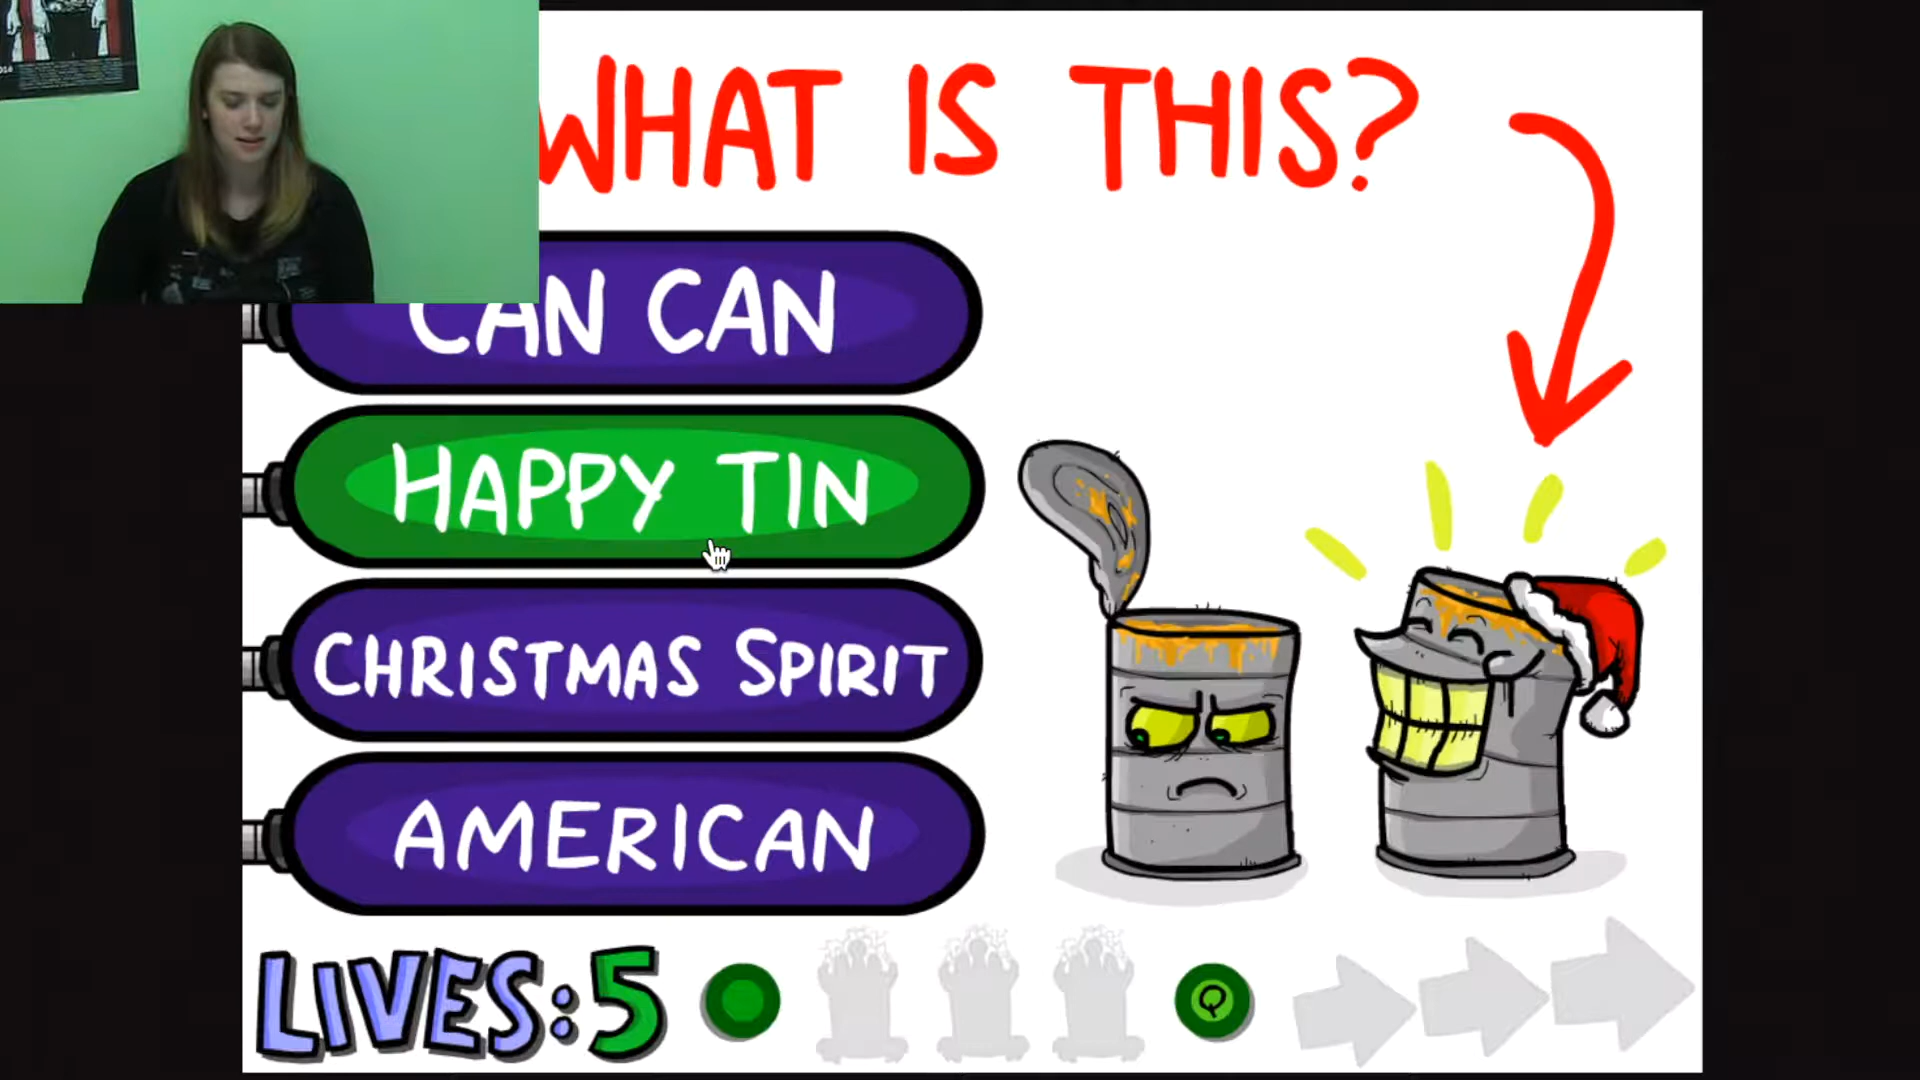 WHAT IS THIS?
CAN CAN
HAPPY TIN
CHRISTMAS SPIRIT
AMERICAN
LIVES: 5
Q